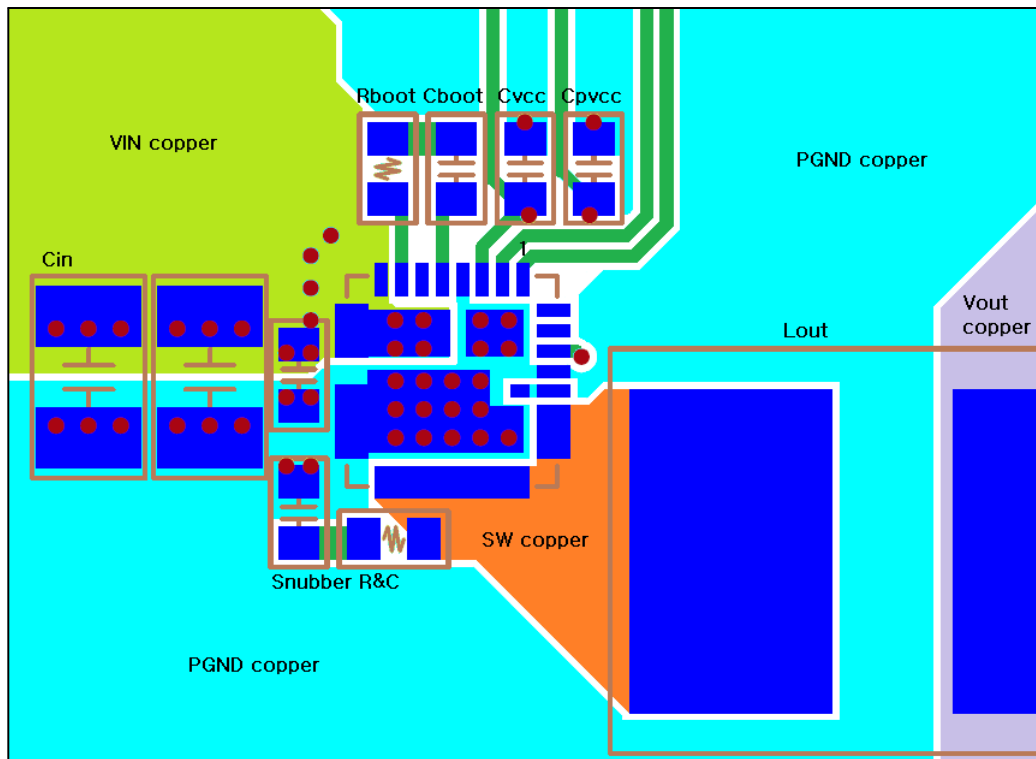 Rboot Cboot Cvcc Cpvcc
VIN copper
PGND copper
1
Cin
Vout
copper
Lout
SW copper
Snubber R&C
PGND copper